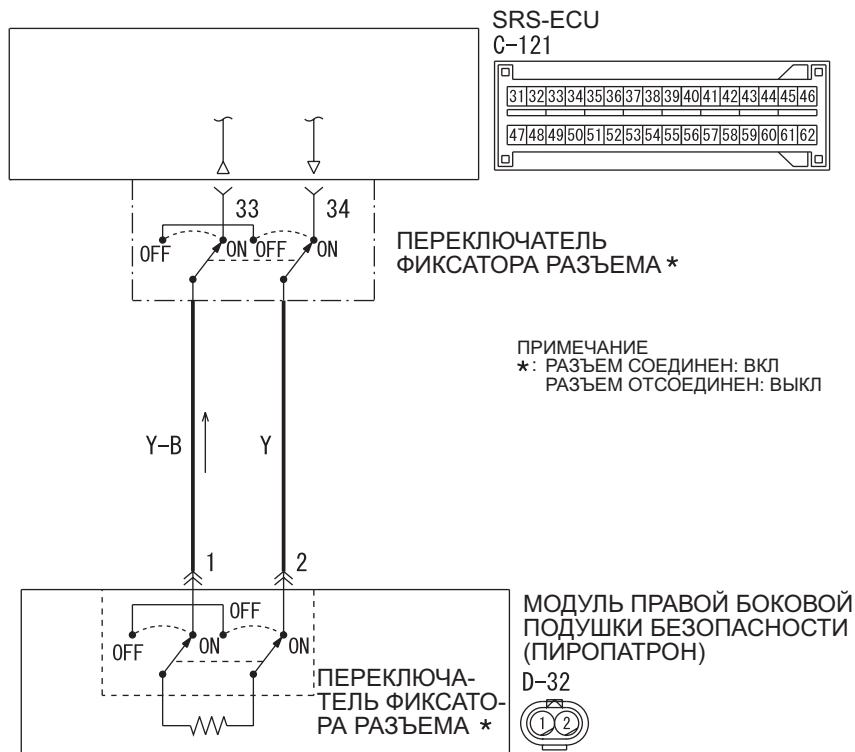 SRS-ECU
C-121
31 32 33 34 35 36 37 38 39 40 41 42 43 44 45 46
47 48 49 50 51 52 53 54 55 56 57 58 59 60 61 62
33 34
OFF ON OFF ON
ПЕРЕКЛЮЧАТЕЛЬ
ФИКСАТОРА РАЗЪЕМА *
ПРИМЕЧАНИЕ
*: РАЗЪЕМ СОЕДИНЕН: ВКЛ
РАЗЪЕМ ОТСОЕДИНЕН: ВЫКЛ
Y-B Y
1 2
OFF ON OFF ON
ПЕРЕКЛЮЧА-
ТЕЛЬ ФИКСАТО-
РА РАЗЪЕМА *
МОДУЛЬ ПРАВОЙ БОКОВОЙ
ПОДУШКИ БЕЗОПАСНОСТИ
(ПИРОПАТРОН)
D-32
1 2